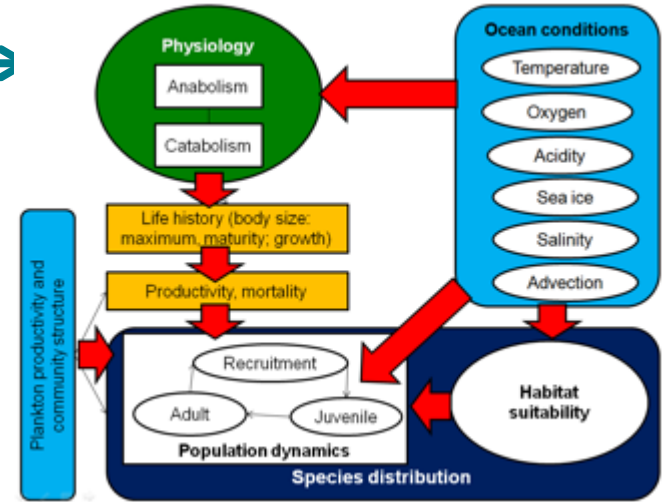 Physiology
Anabolism
Catabolism
Life history (body size:
maximum, maturity; growth)
Productivity, mortality
Plankton productivity and
community structure
Recruitment
Adult
Juvenile
Population dynamics
Species distribution
Ocean conditions
Temperature
Oxygen
Acidity
Sea ice
Salinity
Advection
Habitat
suitability